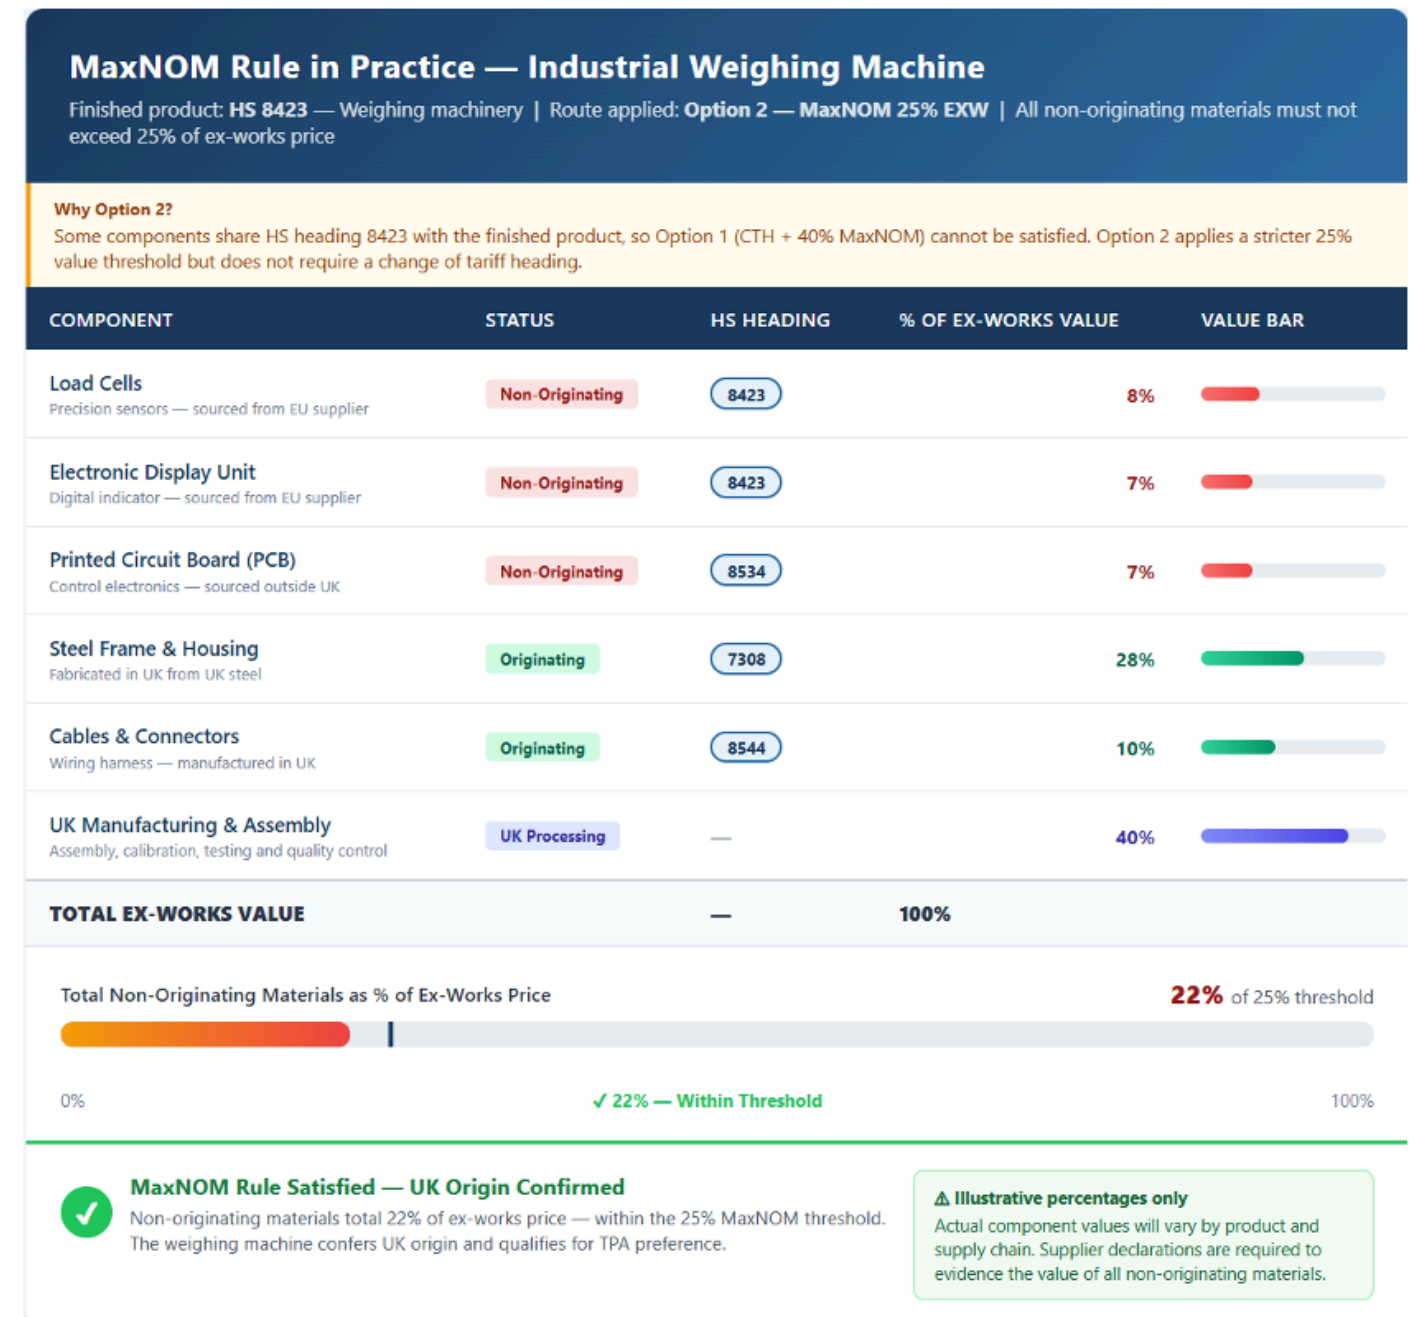 MaxNOM Rule in Practice — Industrial Weighing Machine
Finished product: HS 8423 — Weighing machinery | Route applied: Option 2 — MaxNOM 25% EXW | All non-originating materials must not
exceed 25% of ex-works price
Why Option 2?
Some components share HS heading 8423 with the finished product, so Option 1 (CTH + 40% MaxNOM) cannot be satisfied. Option 2 applies a stricter 25%
value threshold but does not require a change of tariff heading.
COMPONENT STATUS HS HEADING % OF EX-WORKS VALUE VALUE BAR
Load Cells
Precision sensors — sourced from EU supplier
Non-Originating 8423 8%
Electronic Display Unit
Digital indicator — sourced from EU supplier
Non-Originating 8423 7%
Printed Circuit Board (PCB)
Control electronics — sourced outside UK
Non-Originating 8534 7%
Steel Frame & Housing
Fabricated in UK from UK steel
Originating 7308 28%
Cables & Connectors
Wiring harness — manufactured in UK
Originating 8544 10%
UK Manufacturing & Assembly
Assembly, calibration, testing and quality control
UK Processing — 40%
TOTAL EX-WORKS VALUE — 100%
Total Non-Originating Materials as % of Ex-Works Price 22% of 25% threshold
0% ✓ 22% — Within Threshold 100%
✓ MaxNOM Rule Satisfied — UK Origin Confirmed
Non-originating materials total 22% of ex-works price — within the 25% MaxNOM threshold.
The weighing machine confers UK origin and qualifies for TPA preference.
⚠ Illustrative percentages only
Actual component values will vary by product and
supply chain. Supplier declarations are required to
evidence the value of all non-originating materials.